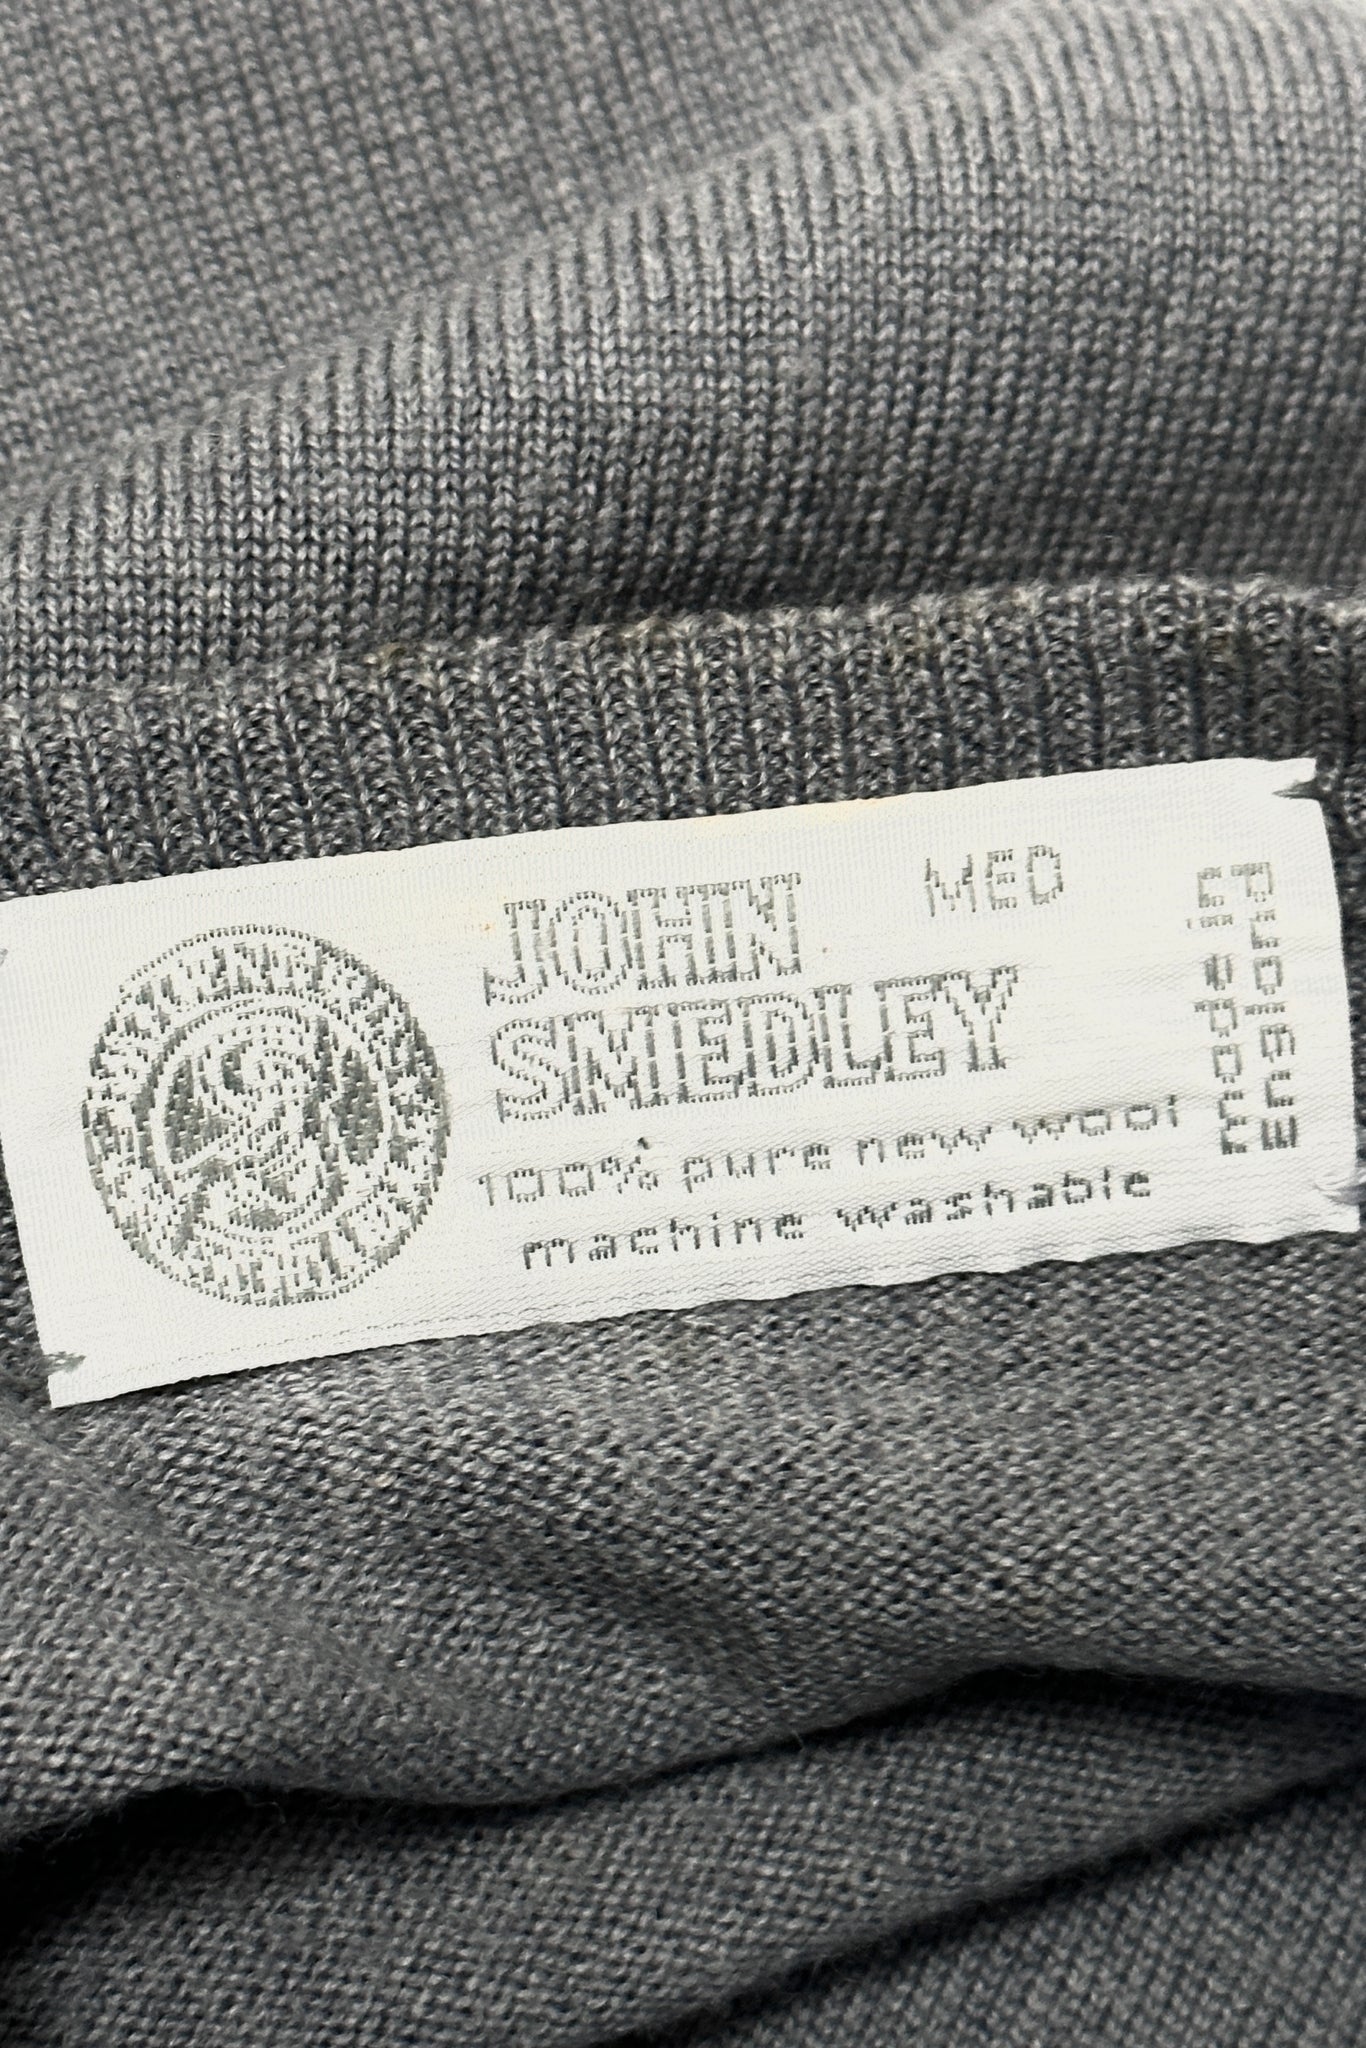 JOHN
SMEDLEY
MED
100% pure new wool
machine washable
made in
England